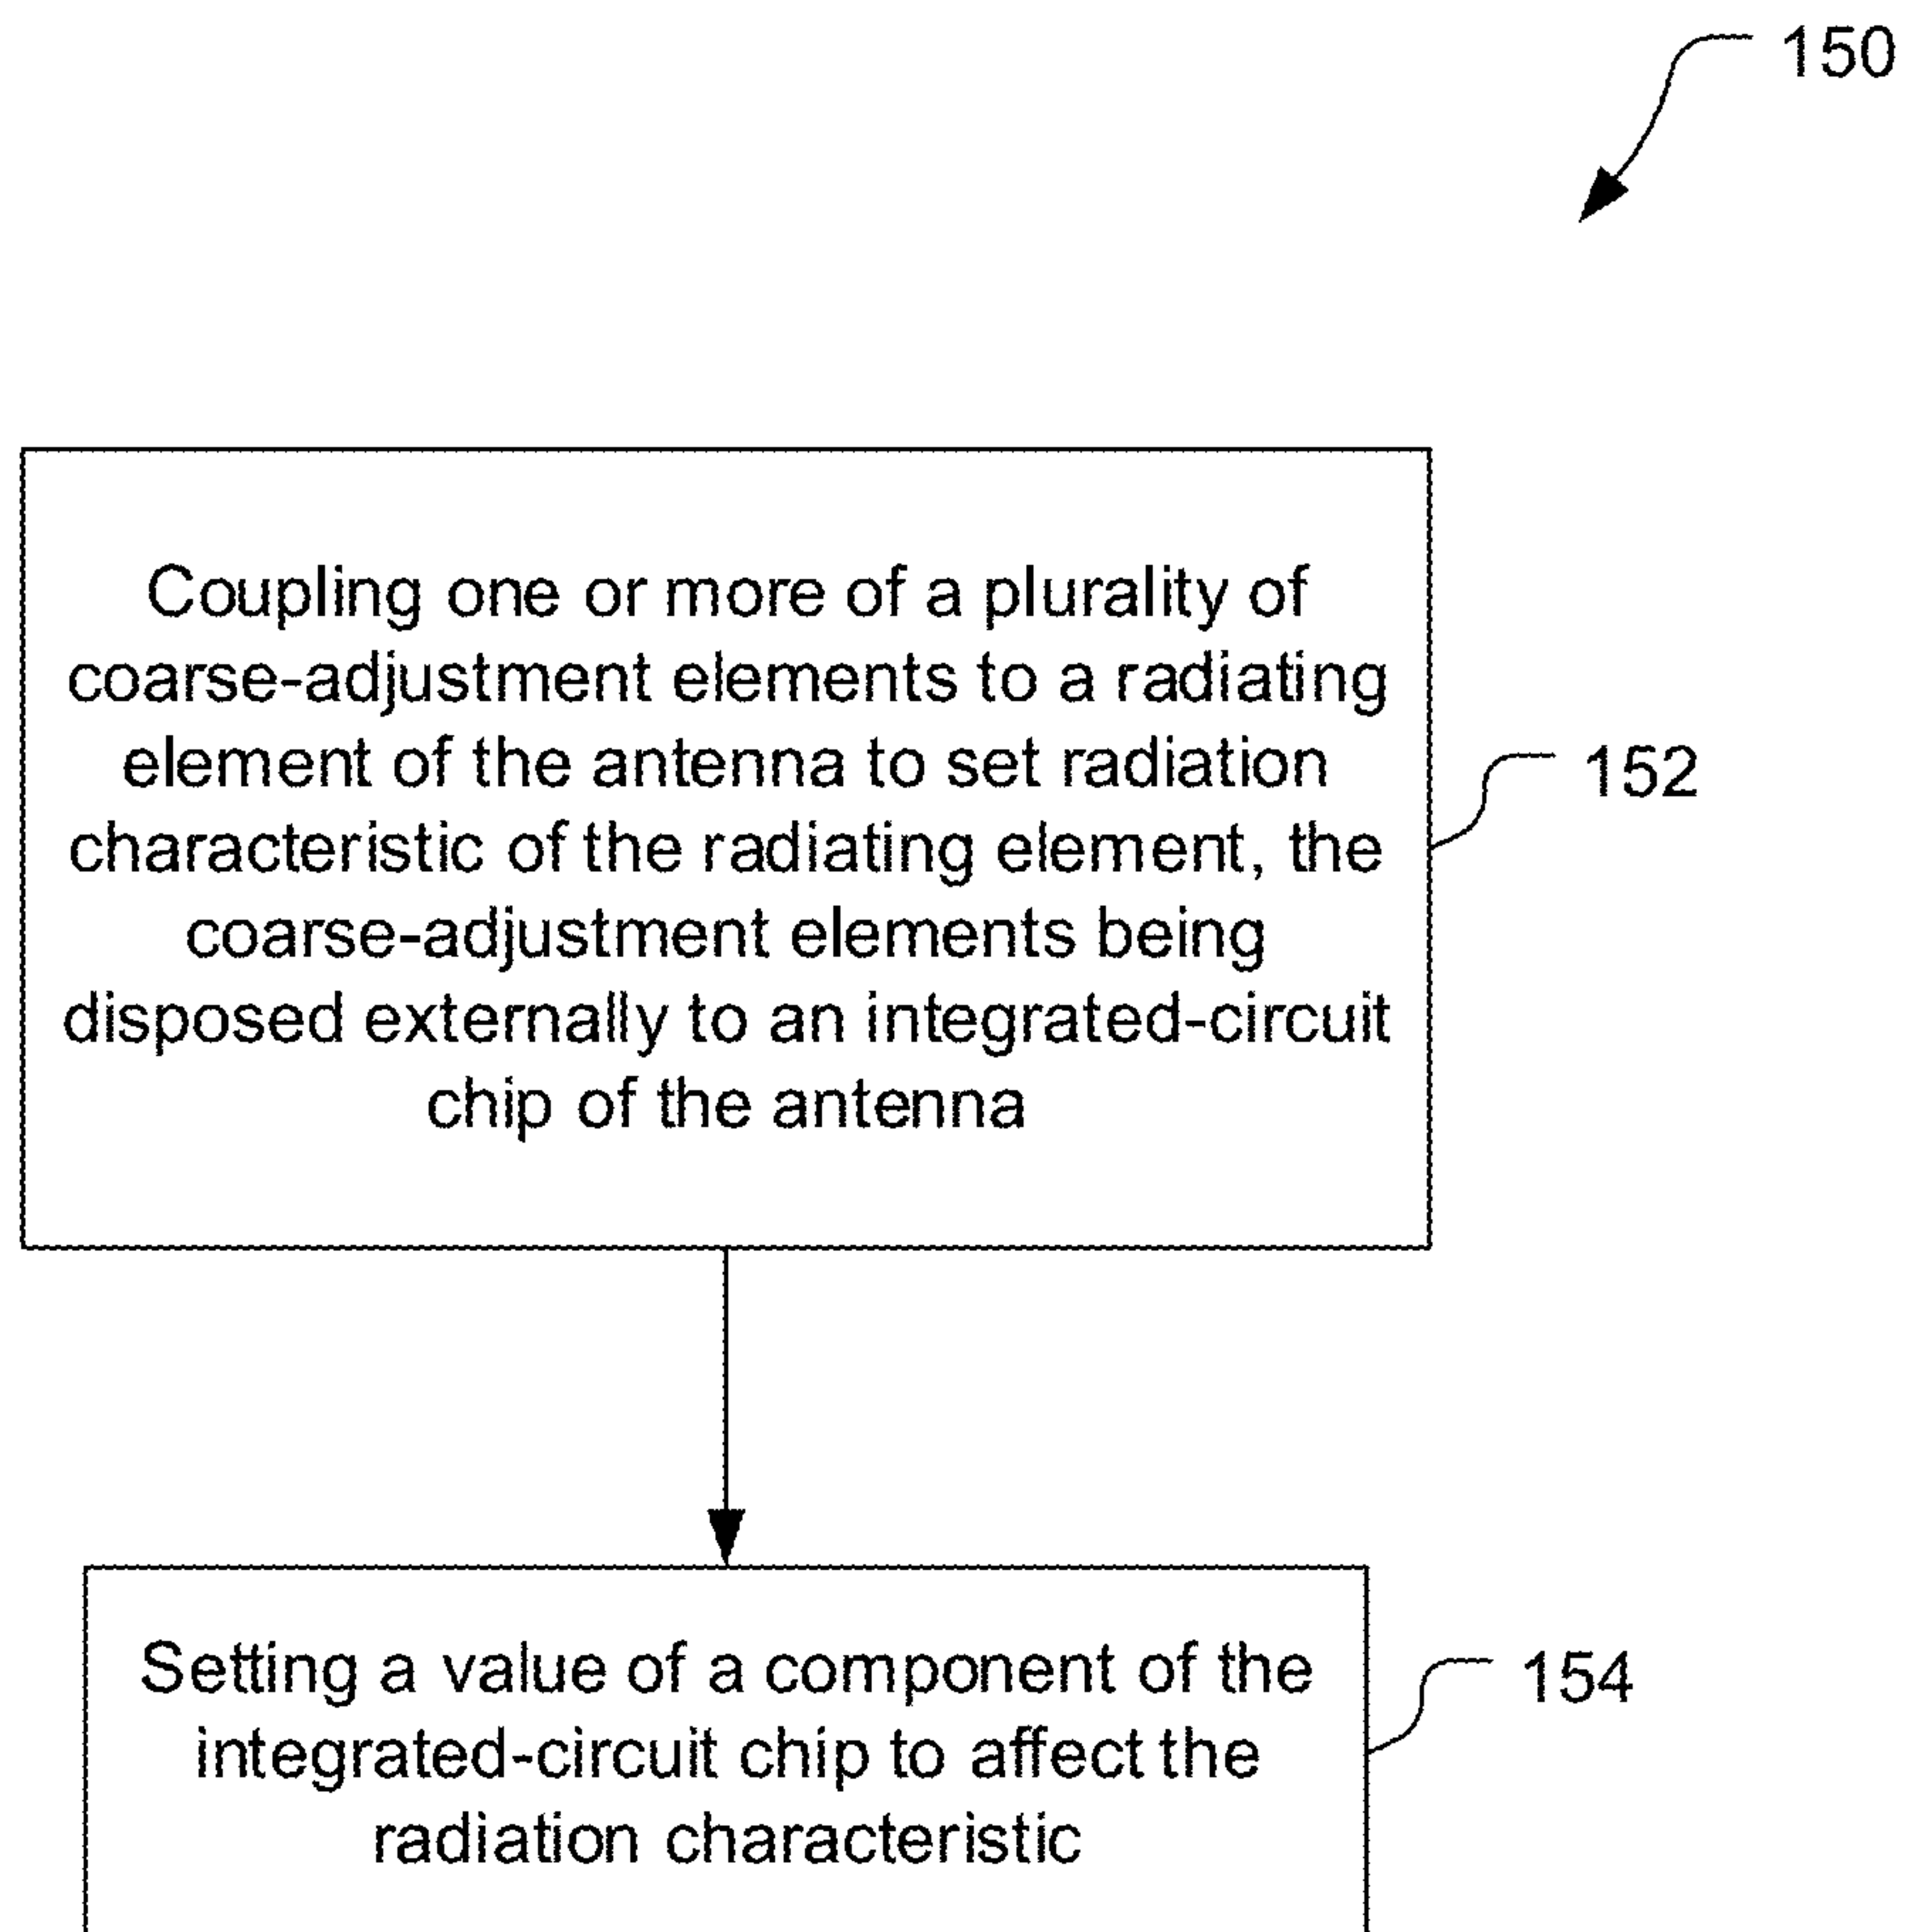 150
Coupling one or more of a plurality of
coarse-adjustment elements to a radiating
element of the antenna to set radiation
characteristic of the radiating element, the
coarse-adjustment elements being
disposed externally to an integrated-circuit
chip of the antenna
152
Setting a value of a component of the
integrated-circuit chip to affect the
radiation characteristic
154